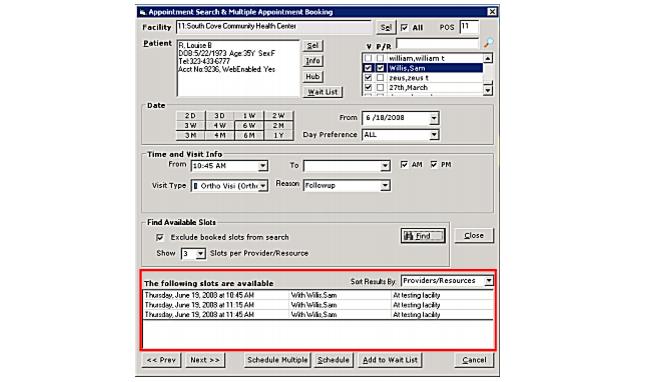 Appointment Search & Multiple Appointment Booking
Facility 11:South Cove Community Health Center Sel All POS 11
Patient R, Louise B Sel V P/R
DOB:5/22/1973 Age:35Y Sex:F
Tel:323-433-6777 Info
Acct No:9236, WebEnabled: Yes
Hub
Wait List
william,william t
Willis,Sam
zeus,zeus t
27th,March
Date
2 D 3 D 1 W 2 W
3 W 4 W 6 W 2 M
3 M 4 M 6 M 1 Y
From 6 /18/2008
Day Preference ALL
Time and Visit Info
From 10:45 AM To AM PM
Visit Type Ortho Visi (Ortho Reason Followup
Find Available Slots
Exclude booked slots from search Find Close
Show 3 Slots per Provider/Resource
The following slots are available Sort Results By Providers/Resources
Thursday, June 19, 2008 at 10:45 AM With Willis,Sam At testing facility
Thursday, June 19, 2008 at 11:15 AM With Willis,Sam At testing facility
Thursday, June 19, 2008 at 11:45 AM With Willis,Sam At testing facility
<< Prev Next >> Schedule Multiple Schedule Add to Wait List Cancel